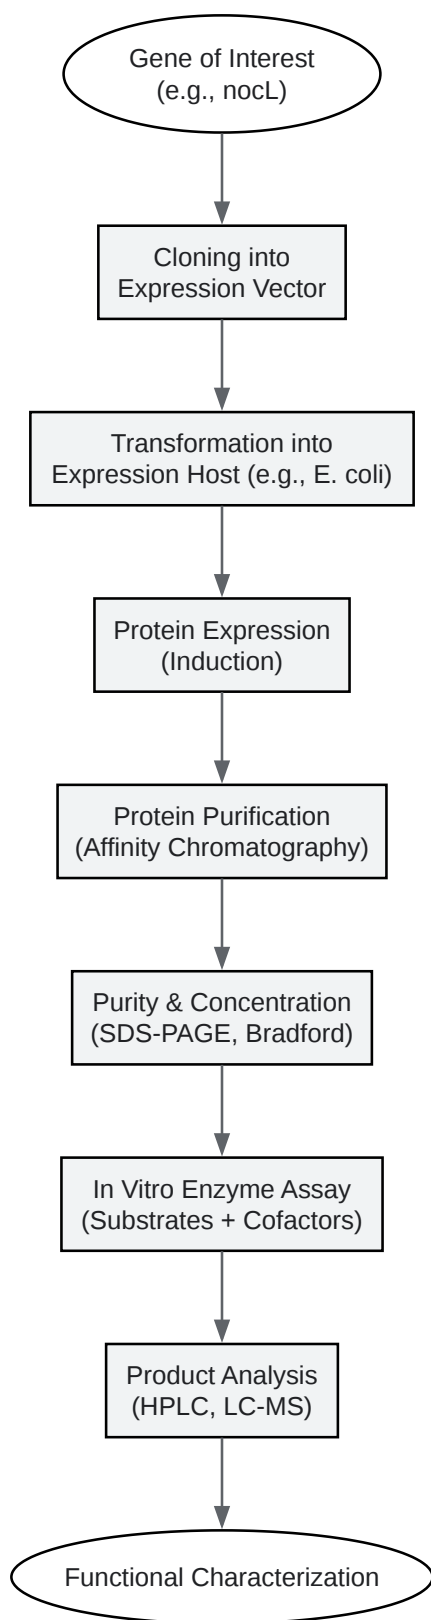 Gene of Interest
(e.g., nocL)
Cloning into
Expression Vector
Transformation into
Expression Host (e.g., E. coli)
Protein Expression
(Induction)
Protein Purification
(Affinity Chromatography)
Purity & Concentration
(SDS-PAGE, Bradford)
In Vitro Enzyme Assay
(Substrates + Cofactors)
Product Analysis
(HPLC, LC-MS)
Functional Characterization